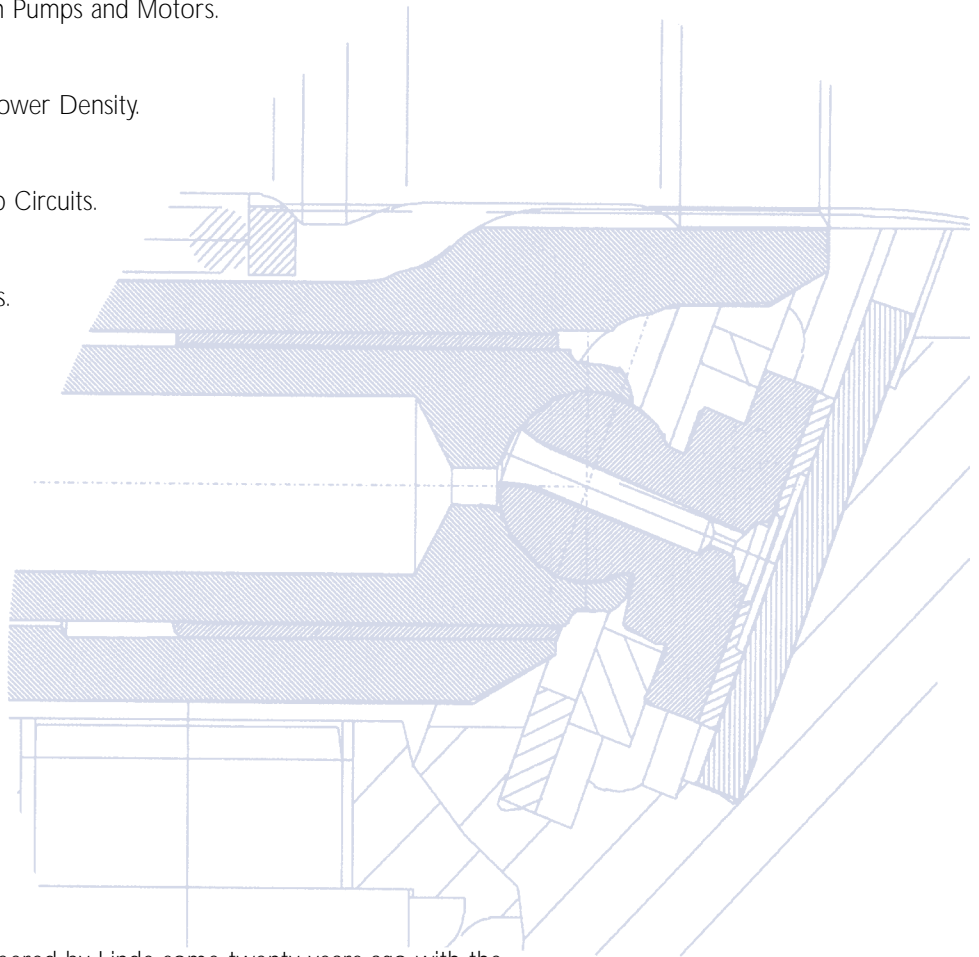 Pumps and Motors.
ower Density.
Circuits.
s.
ered by Linde some twenty years ago with the